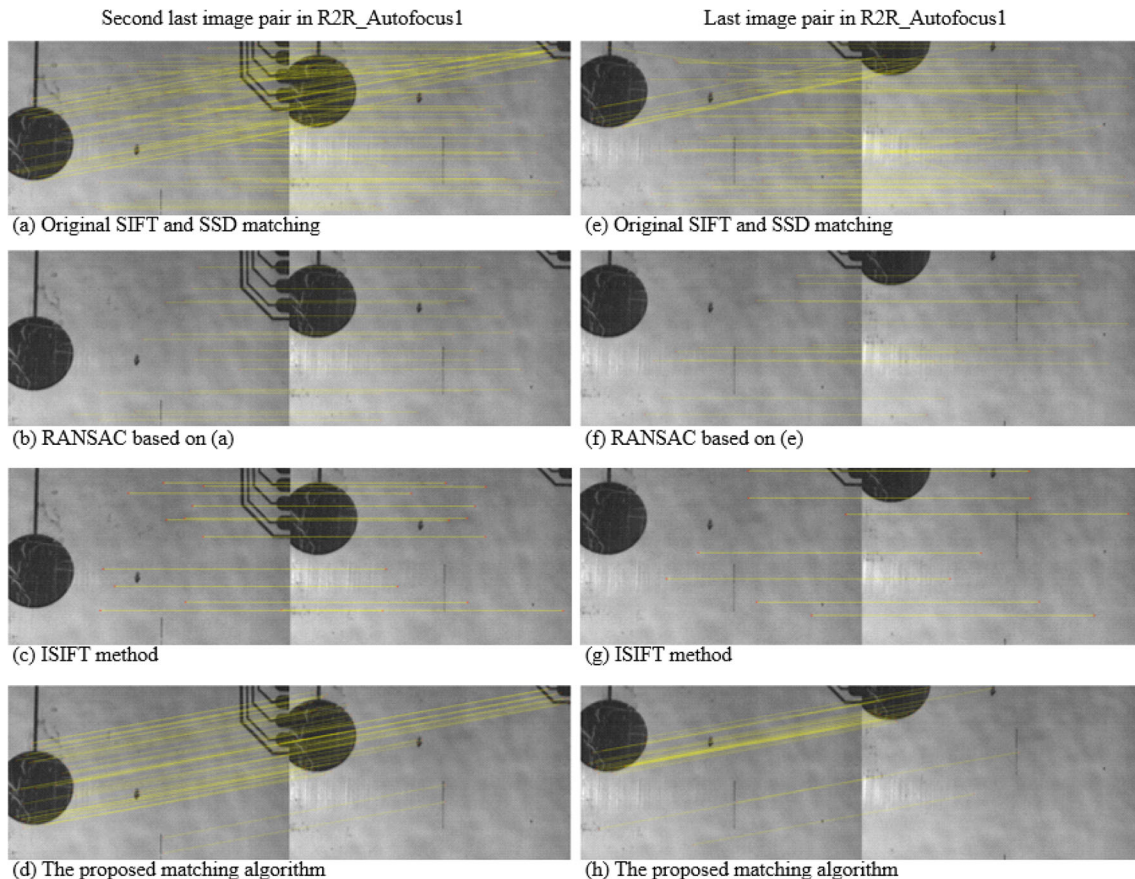 Second last image pair in R2R_Autofocus1
Last image pair in R2R_Autofocus1
(a) Original SIFT and SSD matching
(e) Original SIFT and SSD matching
(b) RANSAC based on (a)
(f) RANSAC based on (e)
(c) ISIFT method
(g) ISIFT method
(d) The proposed matching algorithm
(h) The proposed matching algorithm